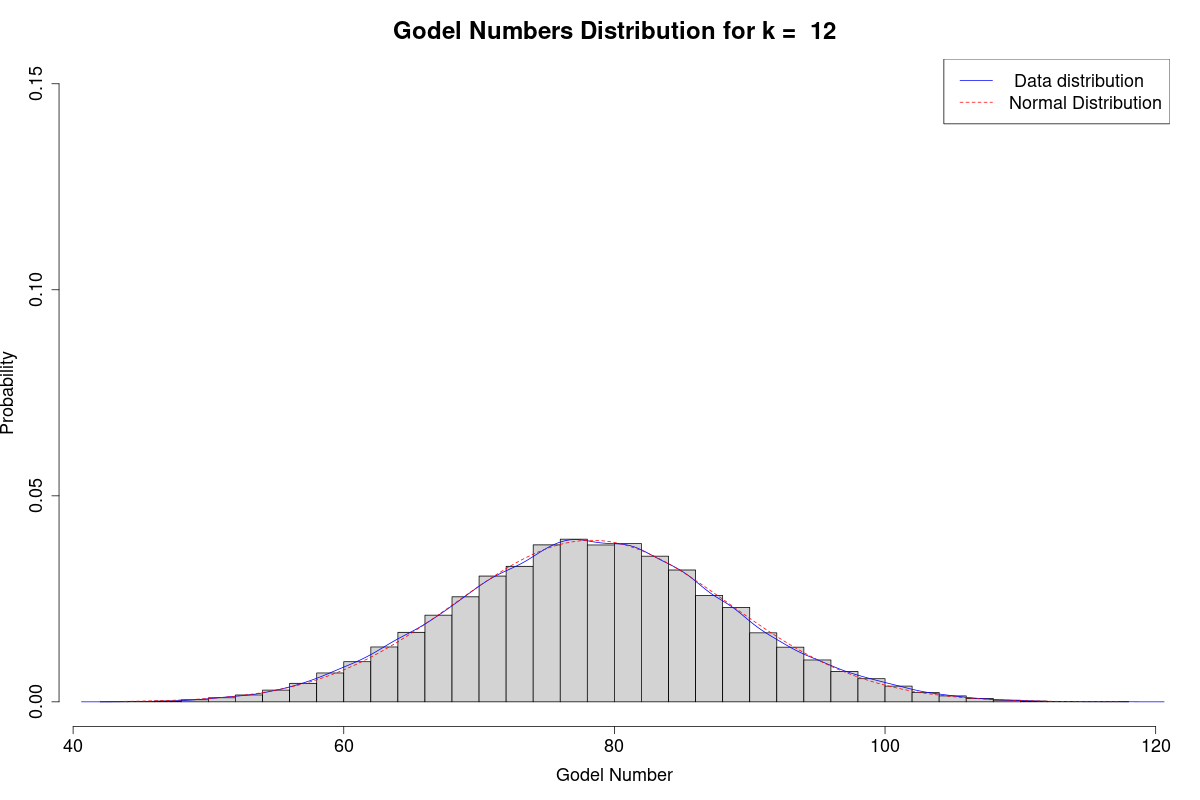 Godel Numbers Distribution for k =  12
Data distribution
Normal Distribution
0.15
0.10
0.05
0.00
Probability
40 60 80 100 120
Godel Number